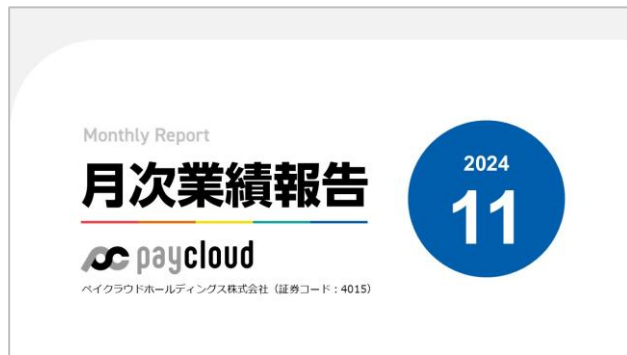 Monthly Report
月次業績報告
2024
11
paycloud
ペイクラウドホールディングス株式会社（証券コード：4015）